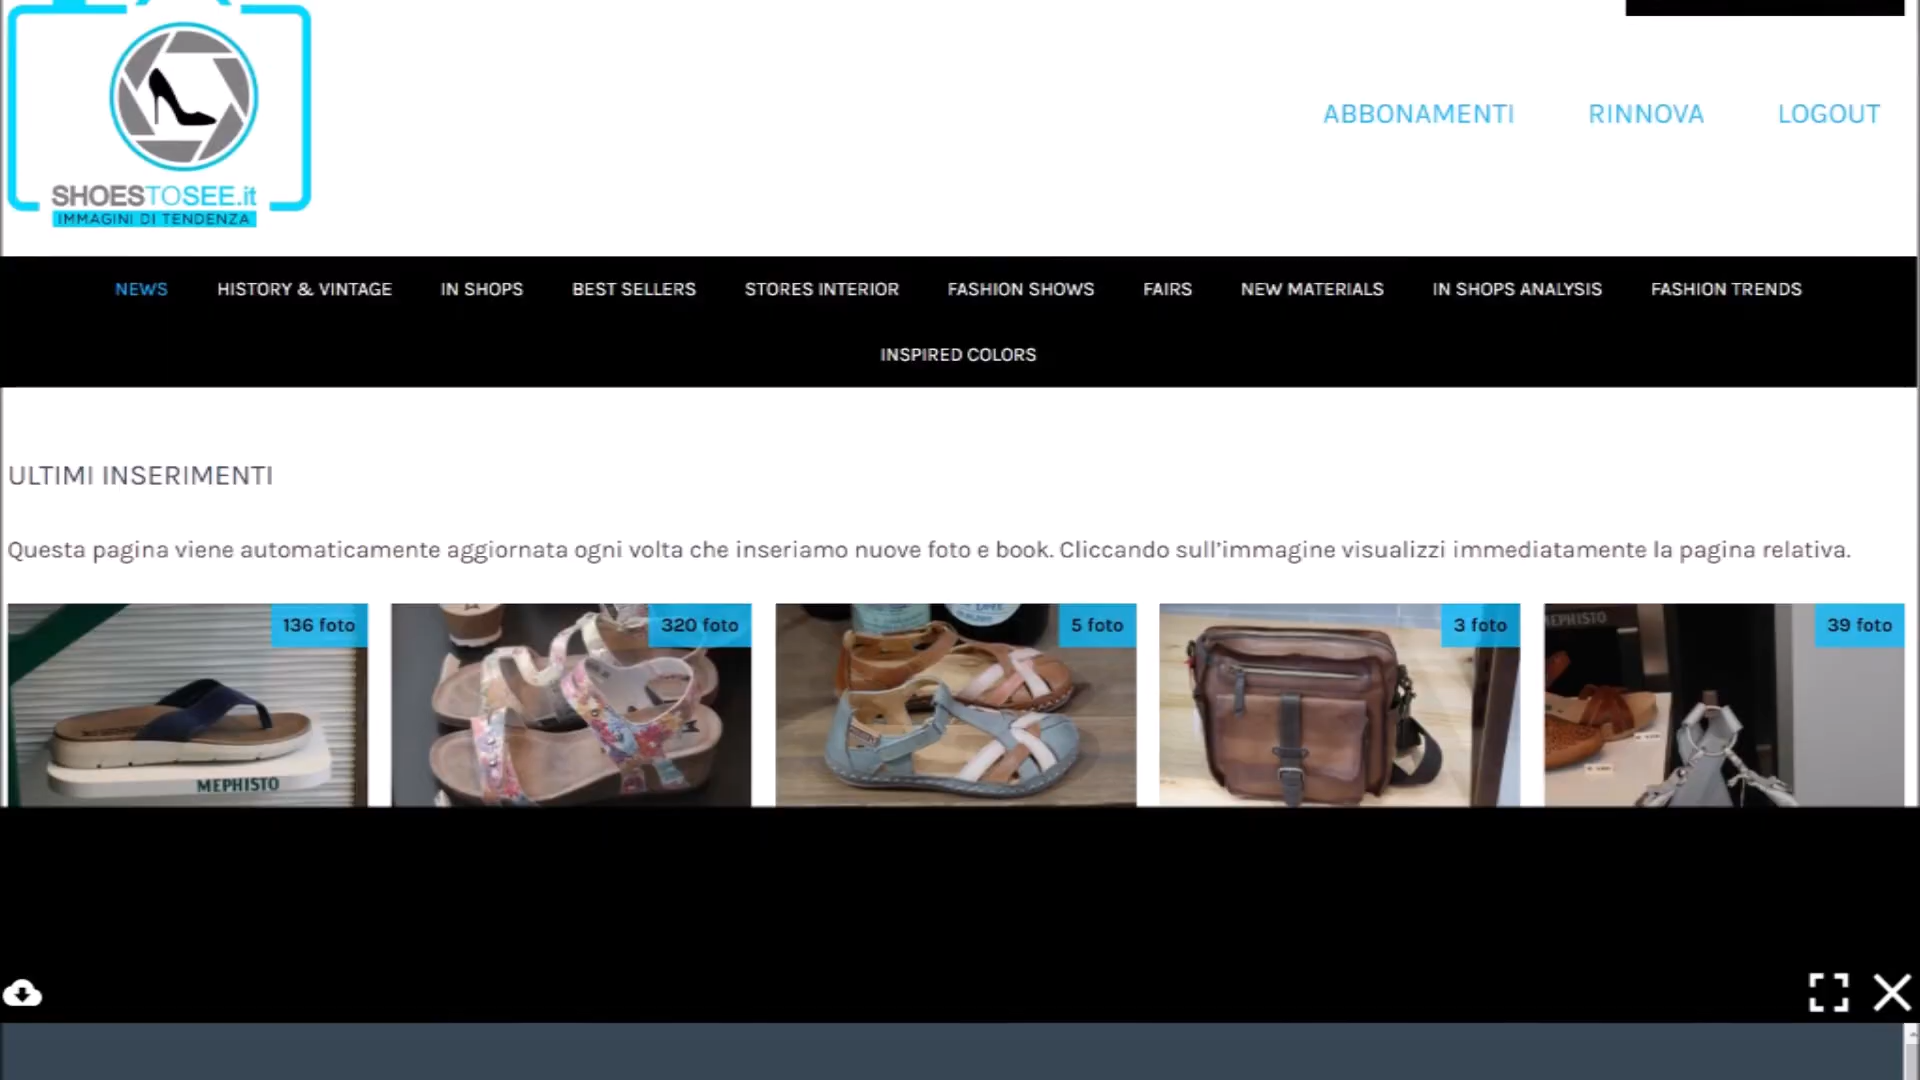 SHOESTOSEE.it
IMMAGINI DI TENDENZA
ABBONAMENTI RINNOVA LOGOUT
NEWS HISTORY & VINTAGE IN SHOPS BEST SELLERS STORES INTERIOR FASHION SHOWS FAIRS NEW MATERIALS IN SHOPS ANALYSIS FASHION TRENDS
INSPIRED COLORS
ULTIMI INSERIMENTI
Questa pagina viene automaticamente aggiornata ogni volta che inseriamo nuove foto e book. Cliccando sull'immagine visualizzi immediatamente la pagina relativa.
136 foto 320 foto 5 foto 3 foto 39 foto
MEPHISTO